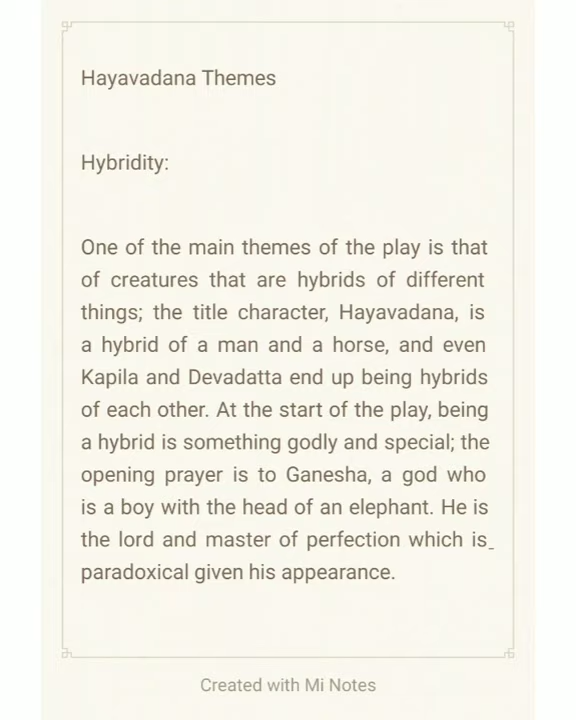 Hayavadana Themes
Hybridity:
One of the main themes of the play is that
of creatures that are hybrids of different
things; the title character, Hayavadana, is
a hybrid of a man and a horse, and even
Kapila and Devadatta end up being hybrids
of each other. At the start of the play, being
a hybrid is something godly and special; the
opening prayer is to Ganesha, a god who
is a boy with the head of an elephant. He is
the lord and master of perfection which is_
paradoxical given his appearance.
Created with Mi Notes